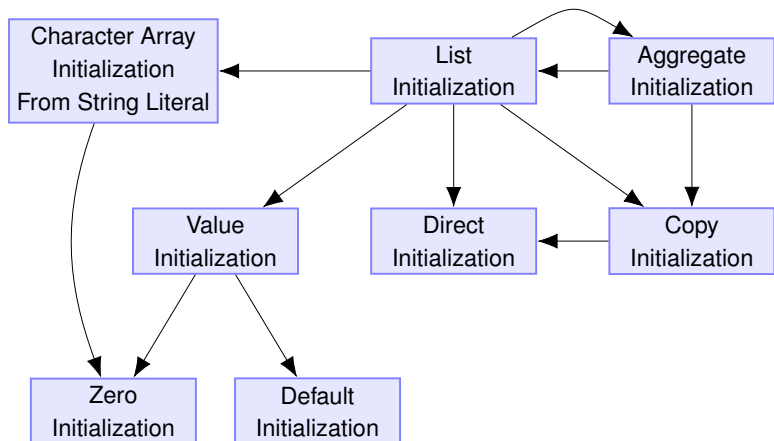 Character Array
Initialization
From String Literal
List
Initialization
Aggregate
Initialization
Value
Initialization
Direct
Initialization
Copy
Initialization
Zero
Initialization
Default
Initialization